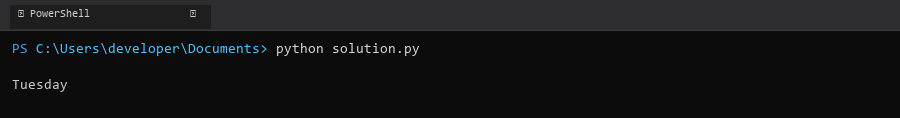 PowerShell
PS C:\Users\developer\Documents> python solution.py
Tuesday